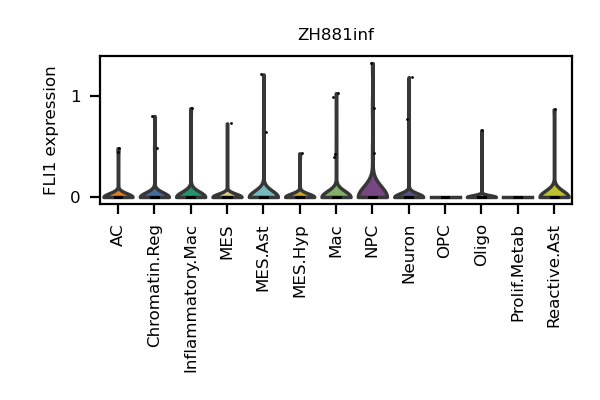 ZH881inf
FLI1 expression
1
0
AC
Chromatin.Reg
Inflammatory.Mac
MES
MES.Ast
MES.Hyp
Mac
NPC
Neuron
OPC
Oligo
Prolif.Metab
Reactive.Ast